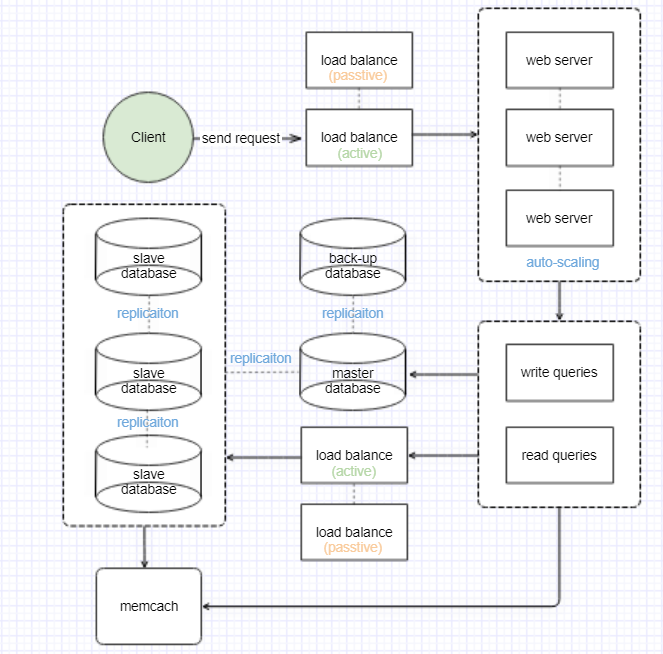 load balance
(passtive)
web server
Client
send request
load balance
(active)
web server
web server
auto-scaling
slave
database
back-up
database
replicaiton
replicaiton
replicaiton
slave
database
master
database
write queries
replicaiton
slave
database
load balance
(active)
read queries
load balance
(passtive)
memcach